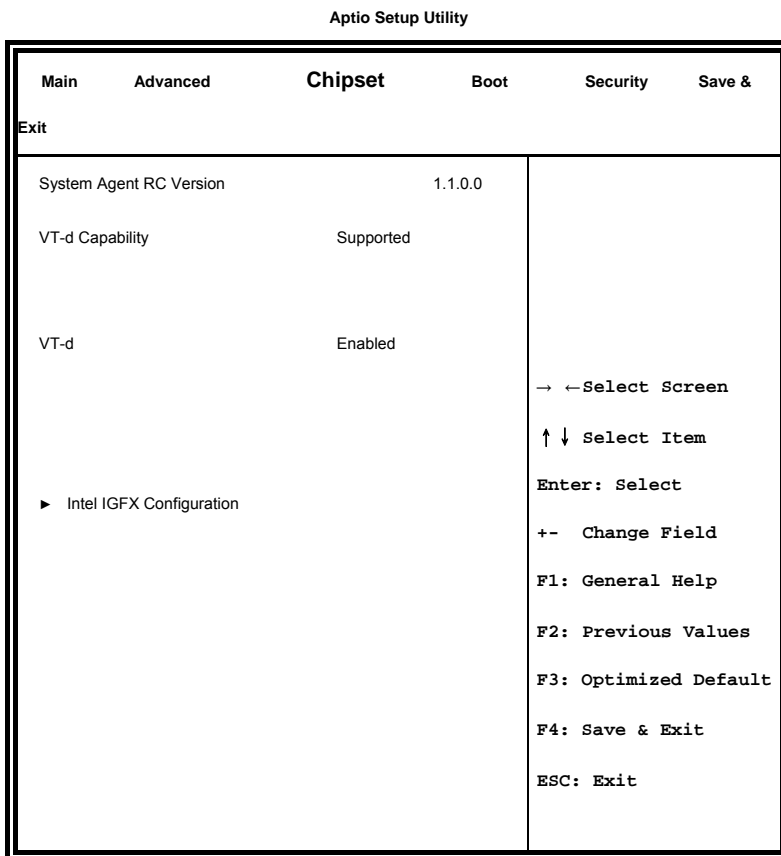 Aptio Setup Utility
Main Advanced Chipset Boot Security Save &
Exit
System Agent RC Version 1.1.0.0
VT-d Capability Supported
VT-d Enabled
→ ←Select Screen
↑↓ Select Item
Enter: Select
► Intel IGFX Configuration
+- Change Field
F1: General Help
F2: Previous Values
F3: Optimized Default
F4: Save & Exit
ESC: Exit